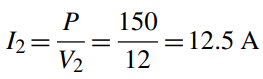 I₂ = P / V₂ = 150 / 12 = 12.5 A